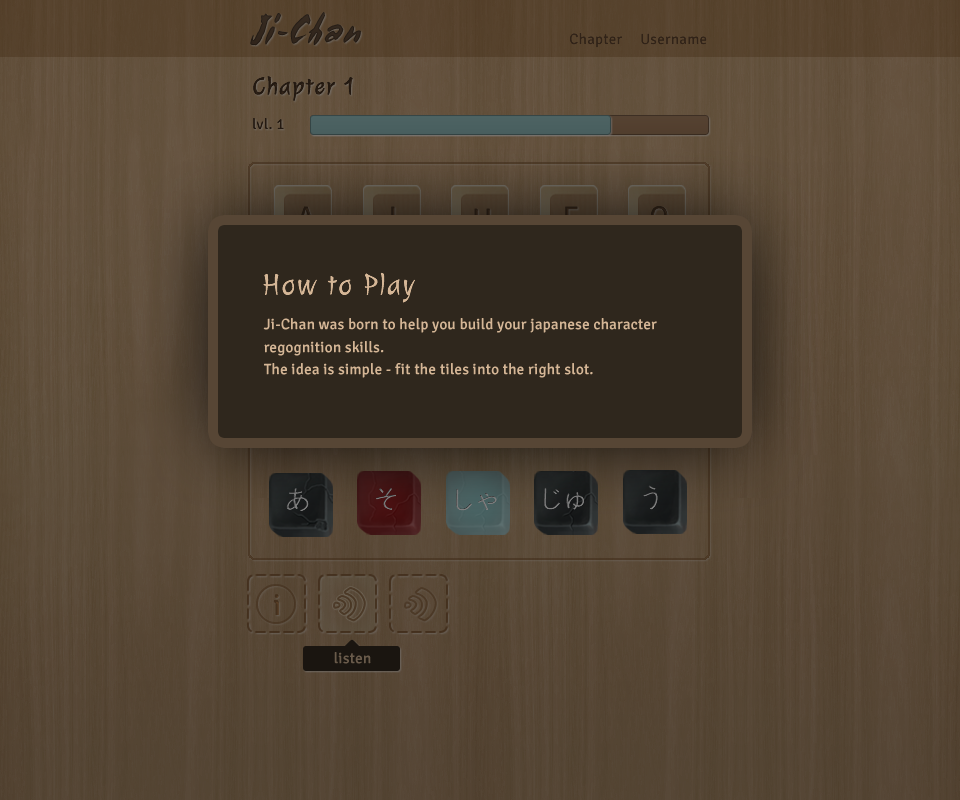 Ji-Chan
Chapter Username
Chapter 1
lvl. 1
A I U E O
How to Play
Ji-Chan was born to help you build your japanese character
regognition skills.
The idea is simple - fit the tiles into the right slot.
あ そ しゃ じゅ う
i
listen